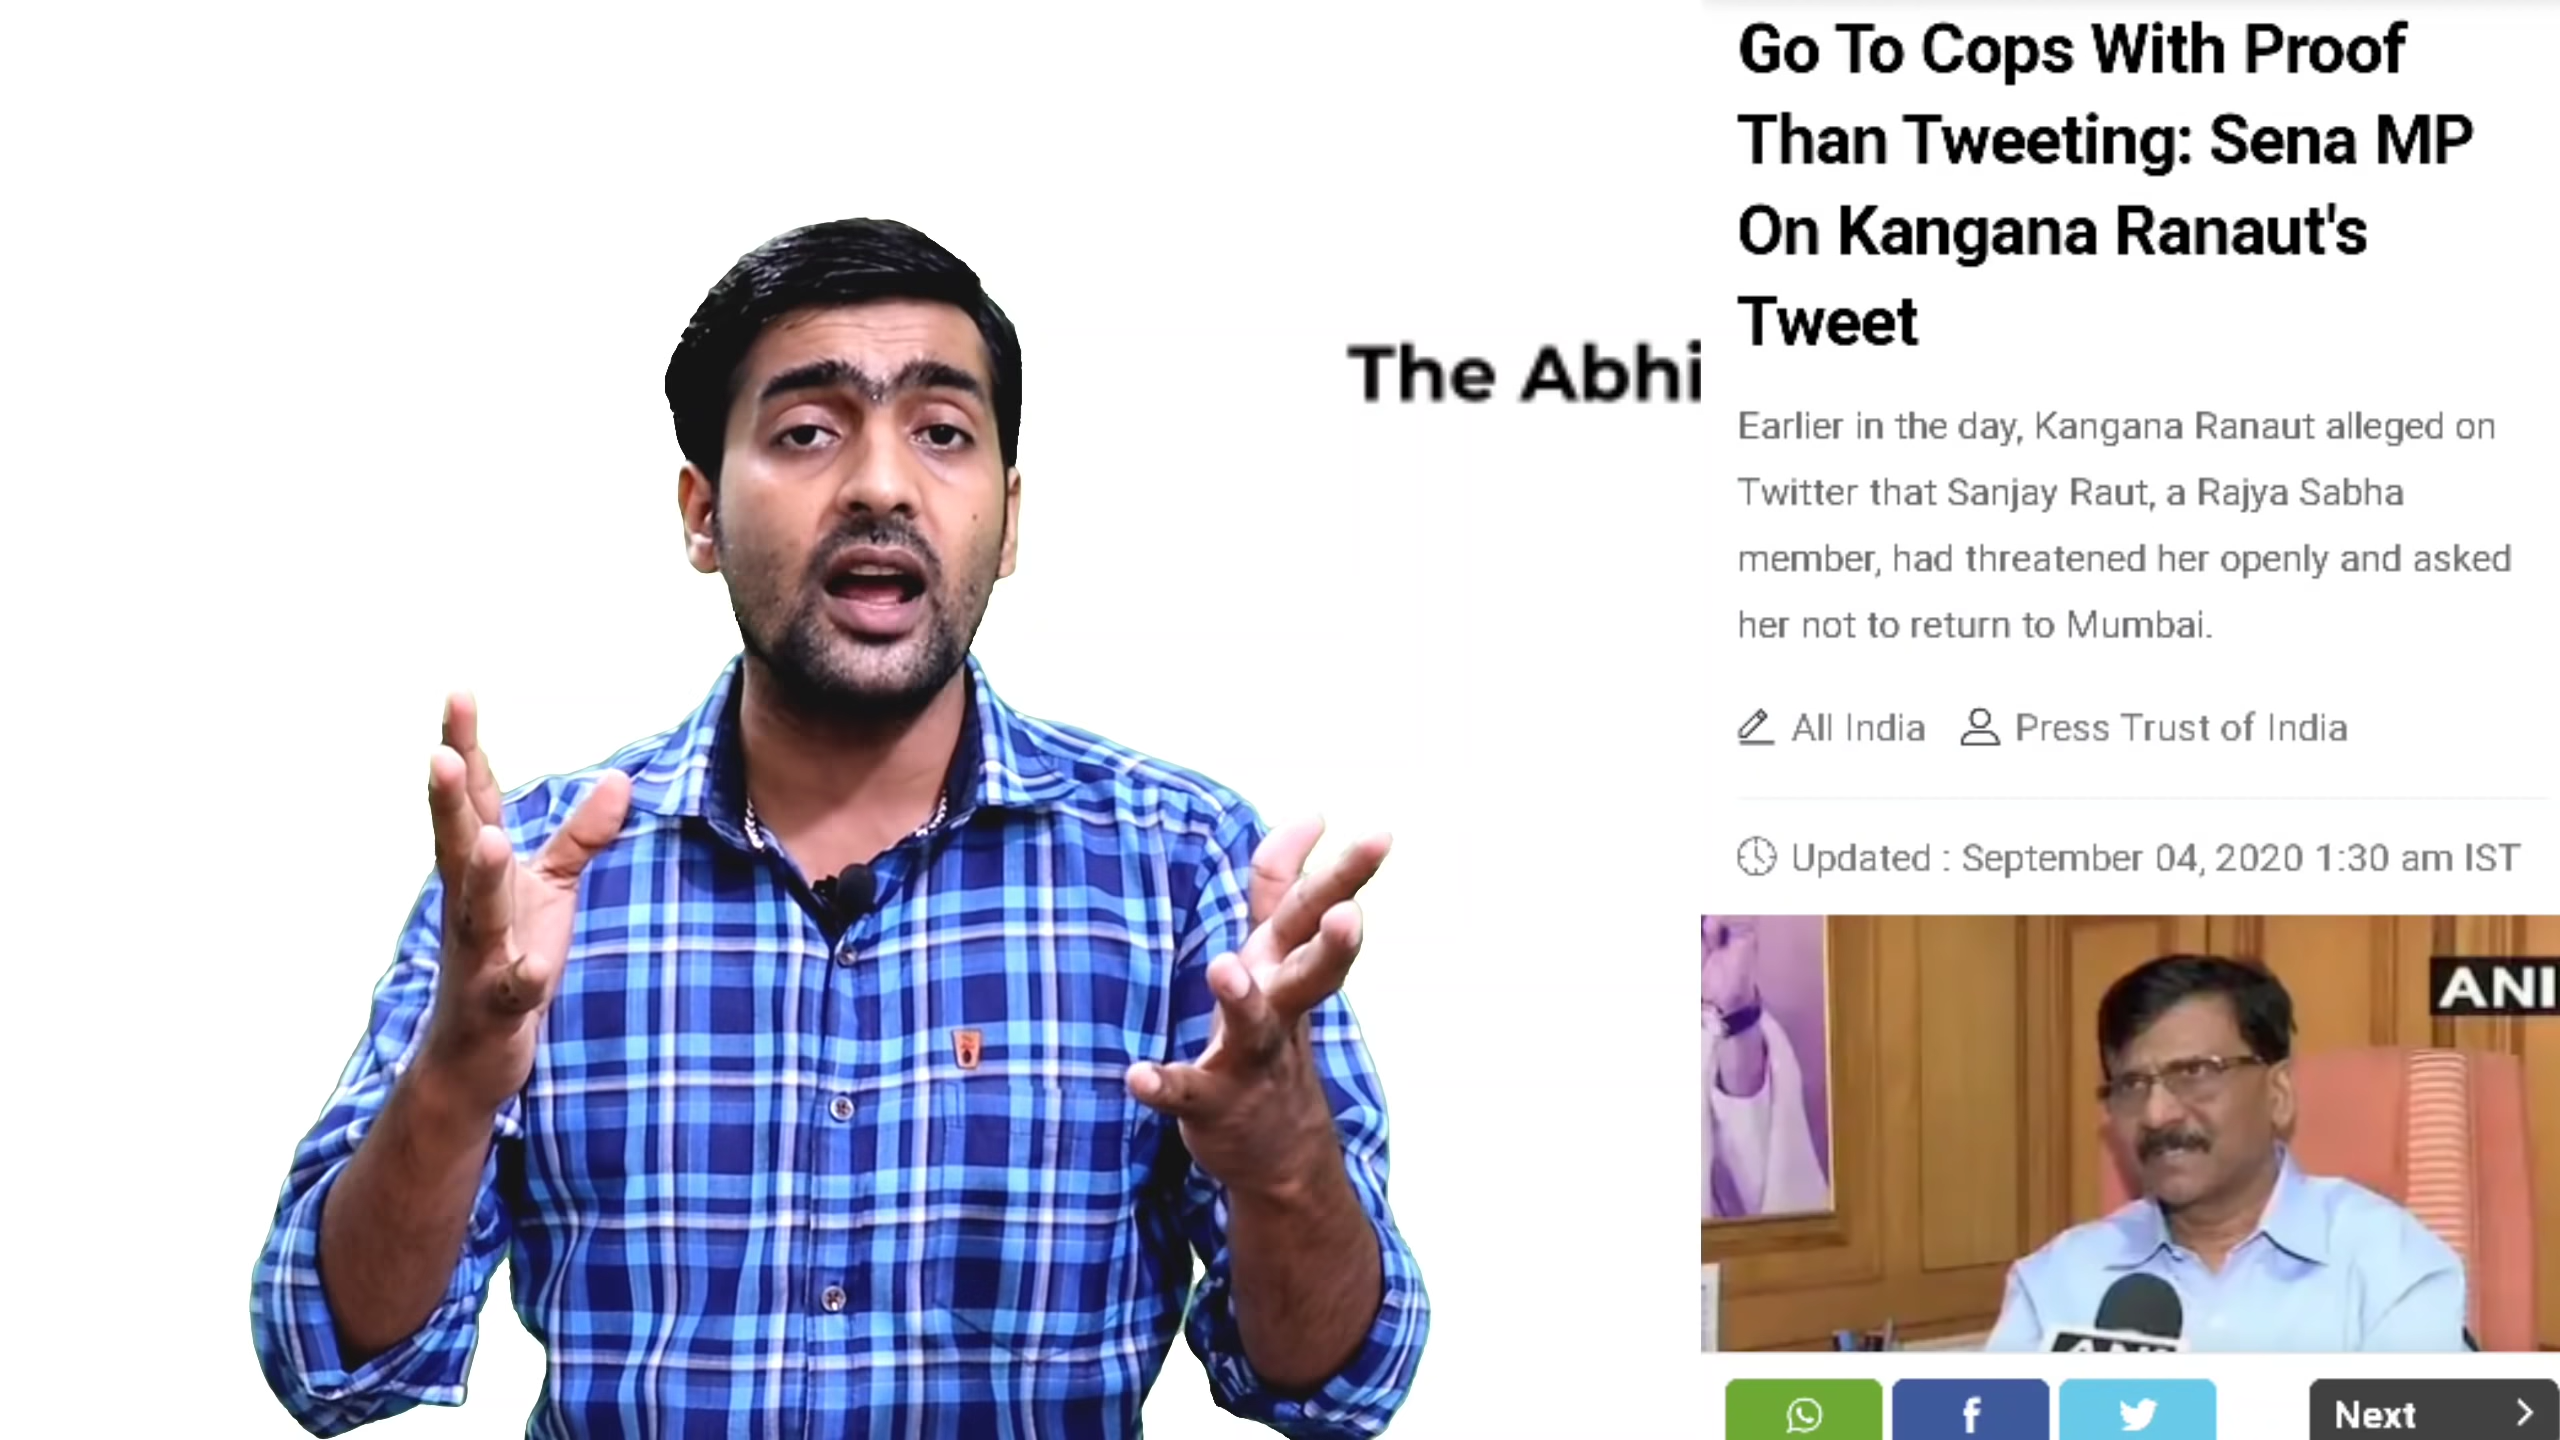 The Abhi
Go To Cops With Proof
Than Tweeting: Sena MP
On Kangana Ranaut's
Tweet
Earlier in the day, Kangana Ranaut alleged on
Twitter that Sanjay Raut, a Rajya Sabha
member, had threatened her openly and asked
her not to return to Mumbai.
All India Press Trust of India
Updated : September 04, 2020 1:30 am IST
ANI
ANI
Next